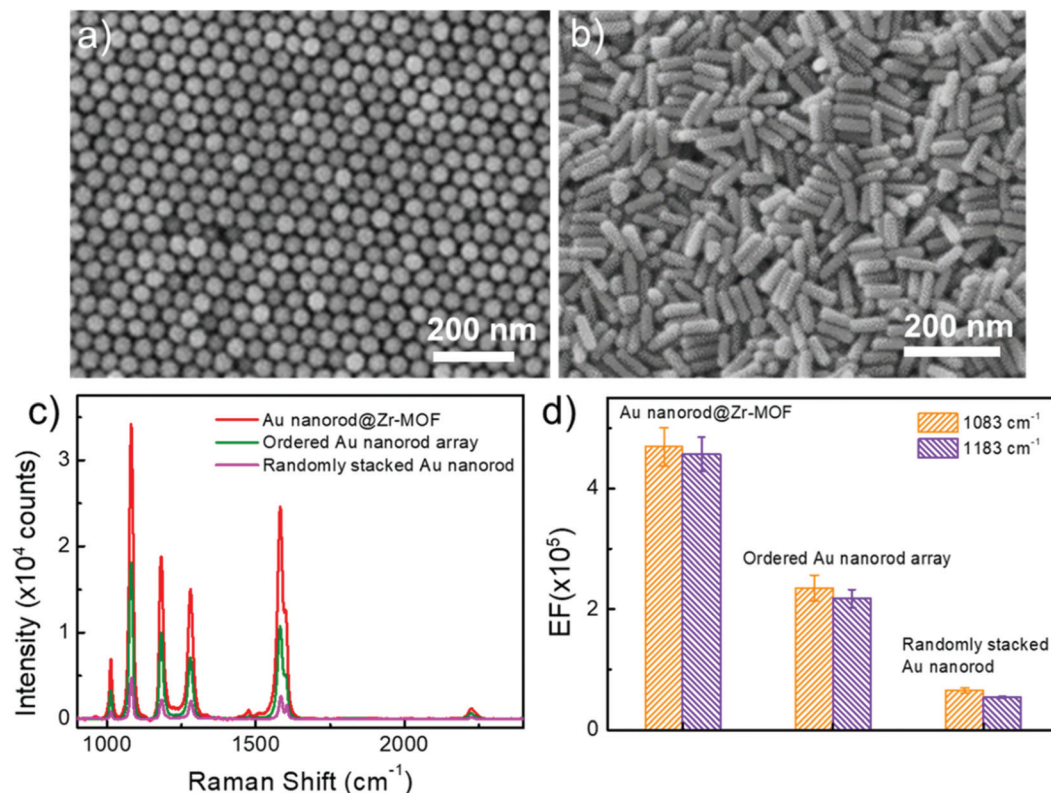 a)
200 nm
b)
200 nm
c)
Au nanorod@Zr-MOF
Ordered Au nanorod array
Randomly stacked Au nanorod
Intensity (x10⁴ counts)
3
2
1
0
1000
1500
2000
Raman Shift (cm⁻¹)
d)
Au nanorod@Zr-MOF
1083 cm⁻¹
1183 cm⁻¹
Ordered Au nanorod array
Randomly stacked
Au nanorod
EF(x10⁵)
4
2
0